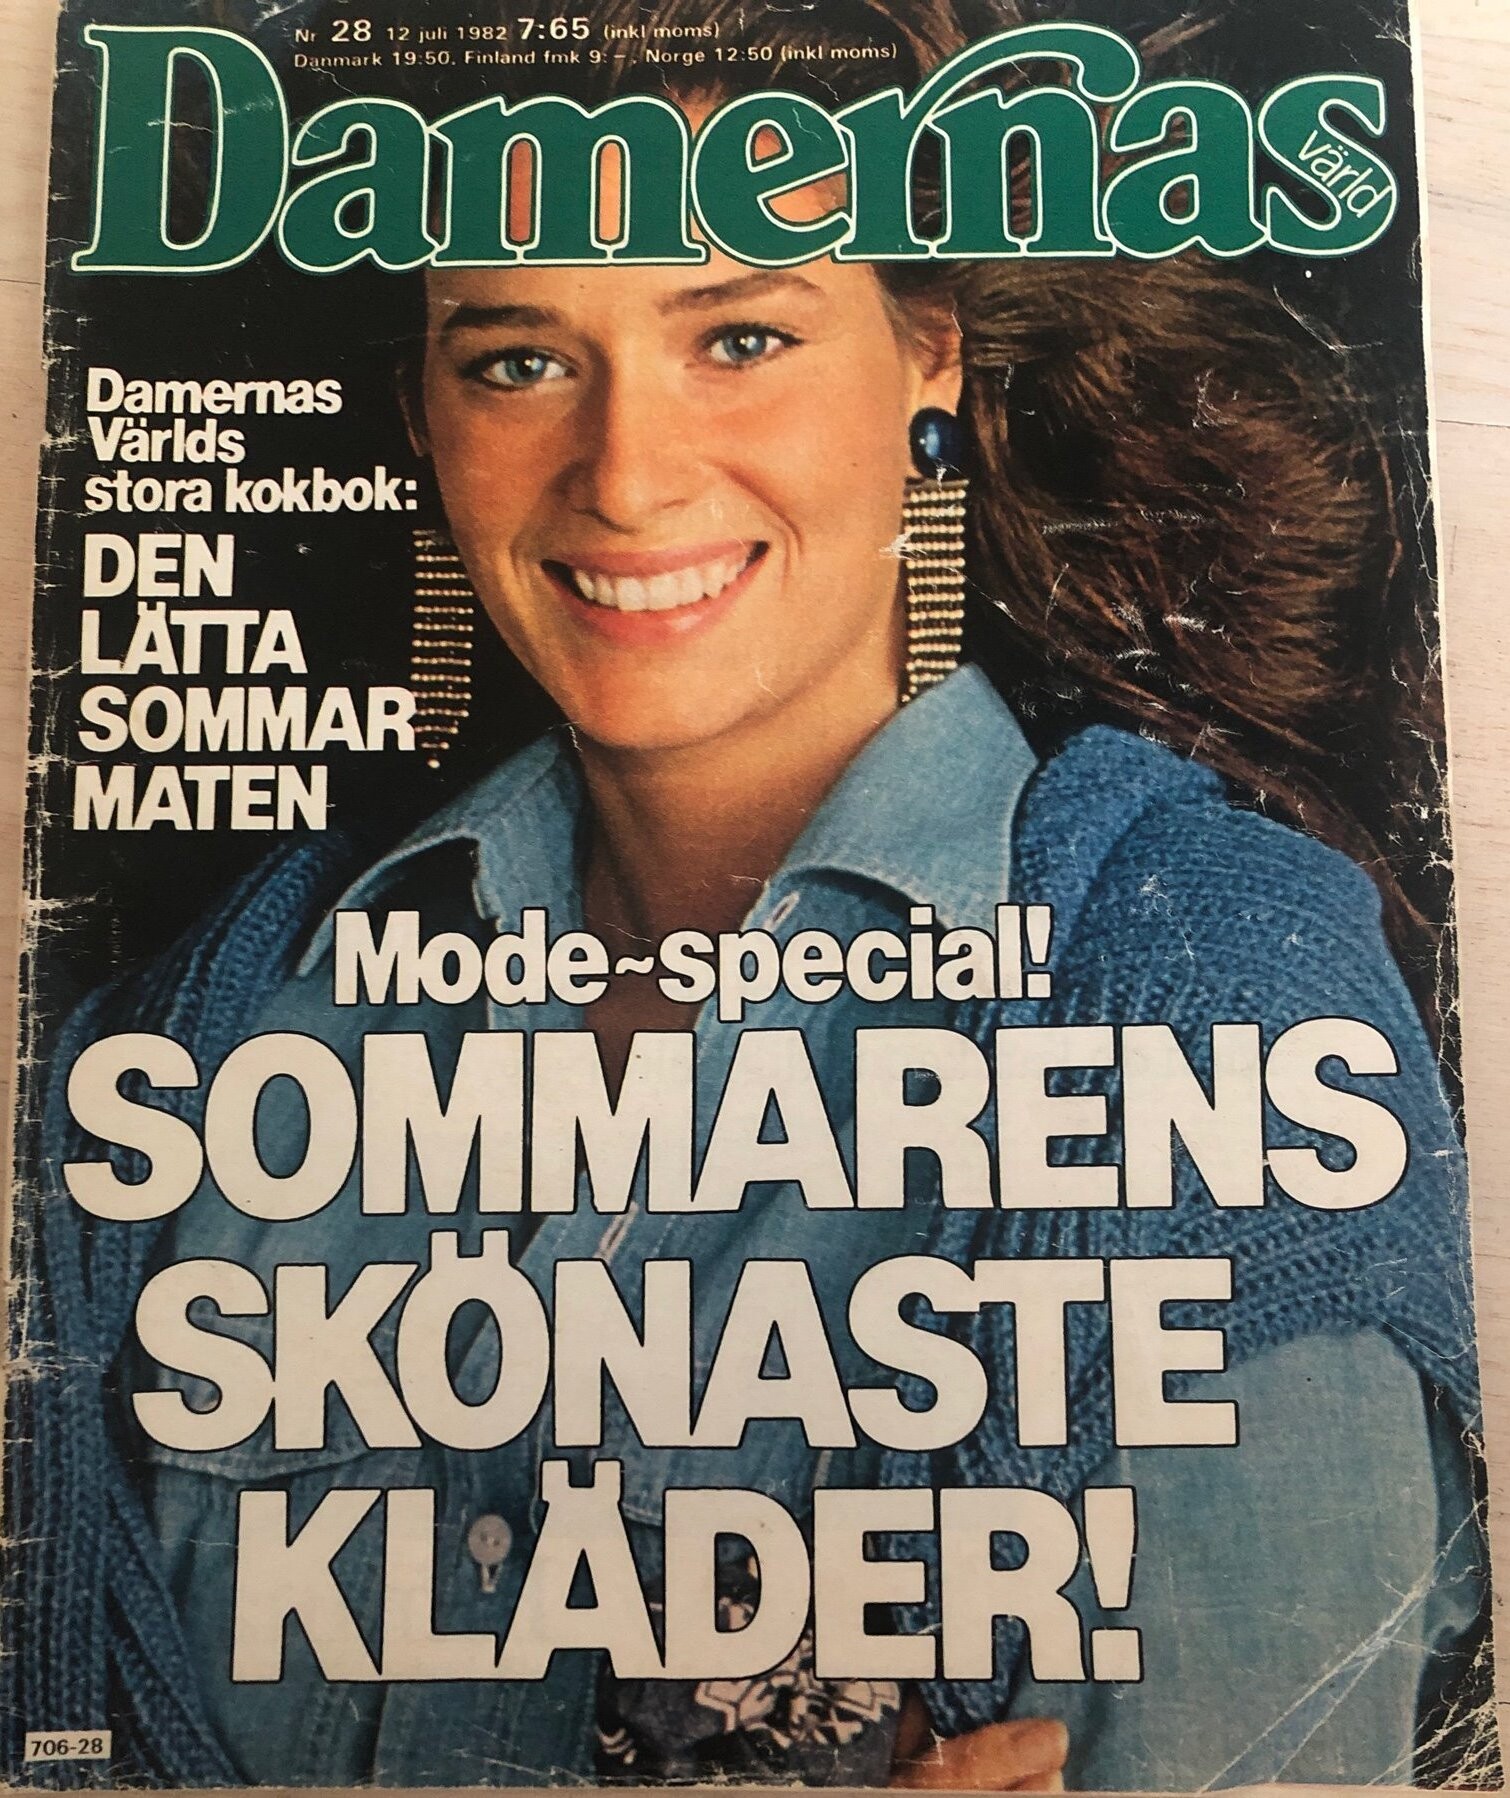 Nr 28 12 juli 1982 7:65 (inkl moms)
Danmark 19:50. Finland fmk 9:-. Norge 12:50 (inkl moms)
Damernas
värld
Damernas
Världs
stora kokbok:
DEN
LÄTTA
SOMMAR
MATEN
Mode~special!
SOMMARENS
SKÖNASTE
KLÄDER!
706-28